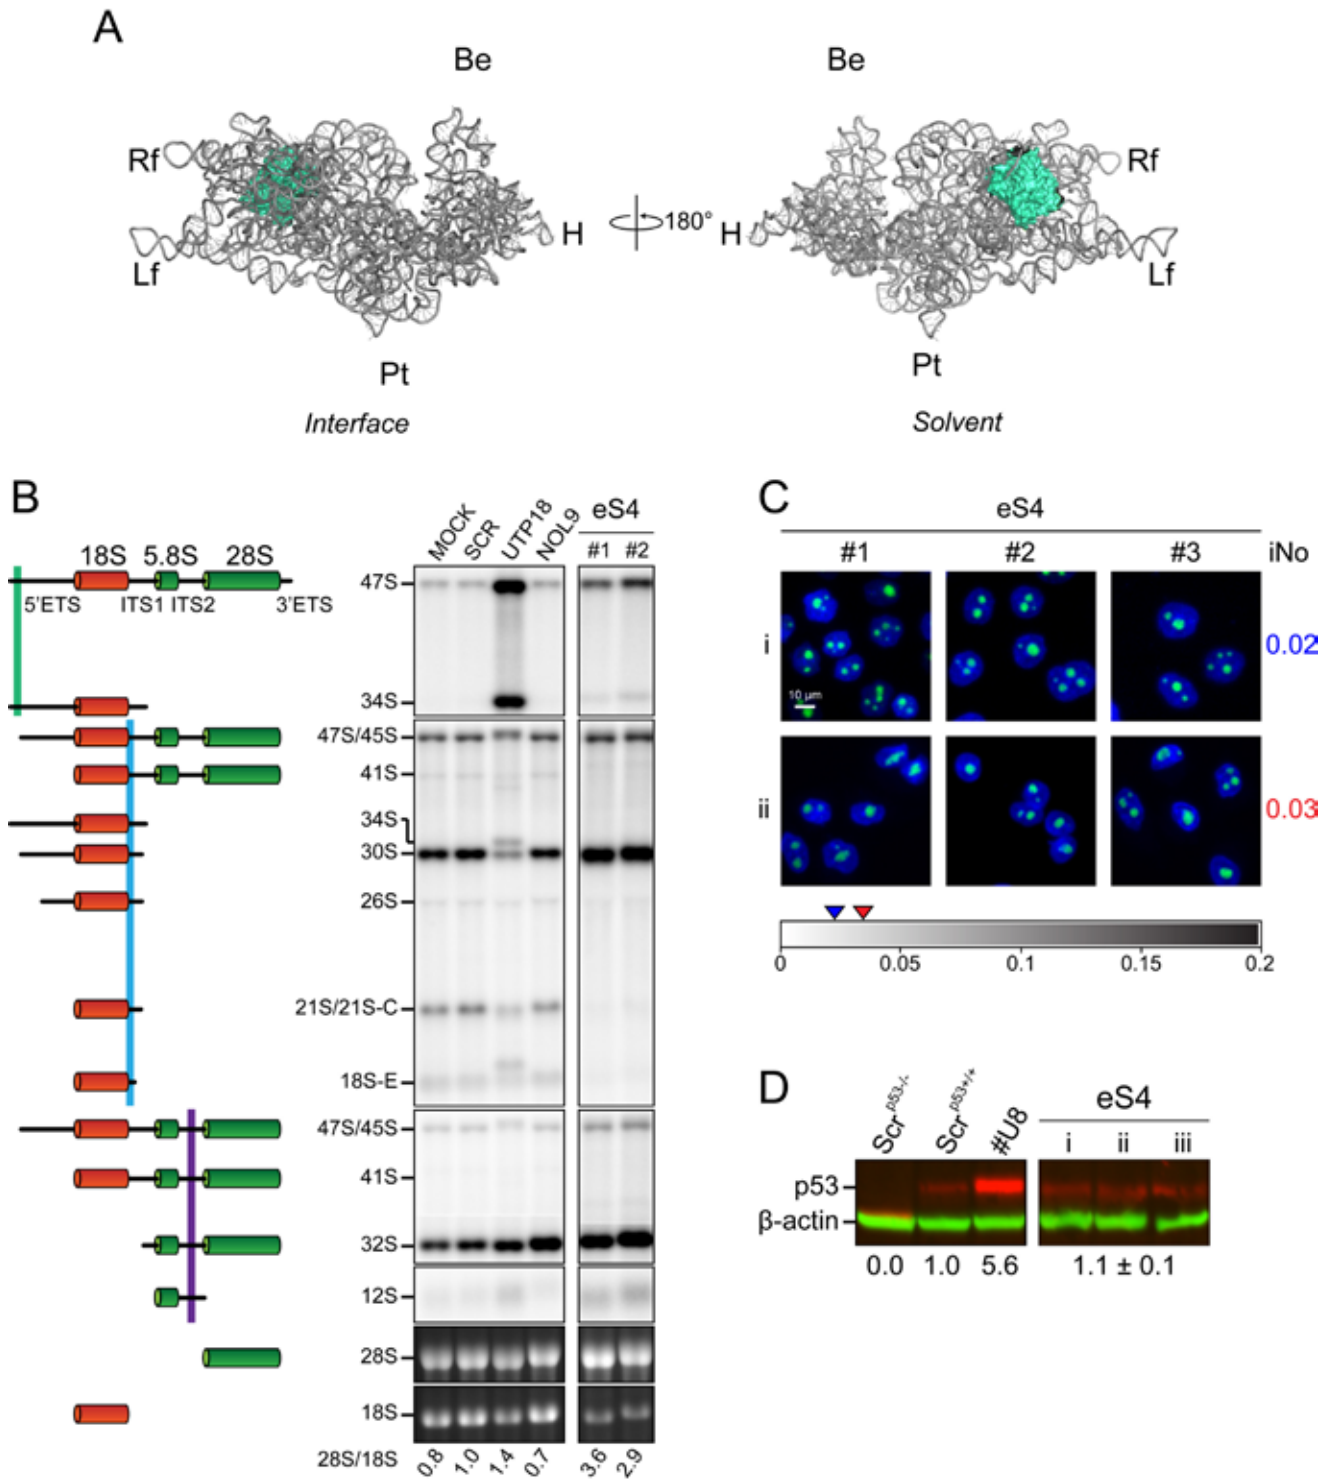 A
Be
Be
Rf
Rf
H
180°
H
Lf
Lf
Pt
Pt
Interface
Solvent
B
18S 5.8S 28S
5'ETS ITS1 ITS2 3'ETS
MOCK SCR UTP18 NOL9 eS4
#1 #2
47S
34S
47S/45S
41S
34S
30S
26S
21S/21S-C
18S-E
47S/45S
41S
32S
12S
28S
18S
28S/18S 0.8 1.0 1.4 0.7 3.6 2.9
C
eS4
#1 #2 #3 iNo
i 0.02
10 µm
ii 0.03
0 0.05 0.1 0.15 0.2
D
Scr p53-/- Scr p53+/+ #U8 eS4
i ii iii
p53
β-actin
0.0 1.0 5.6 1.1 ± 0.1